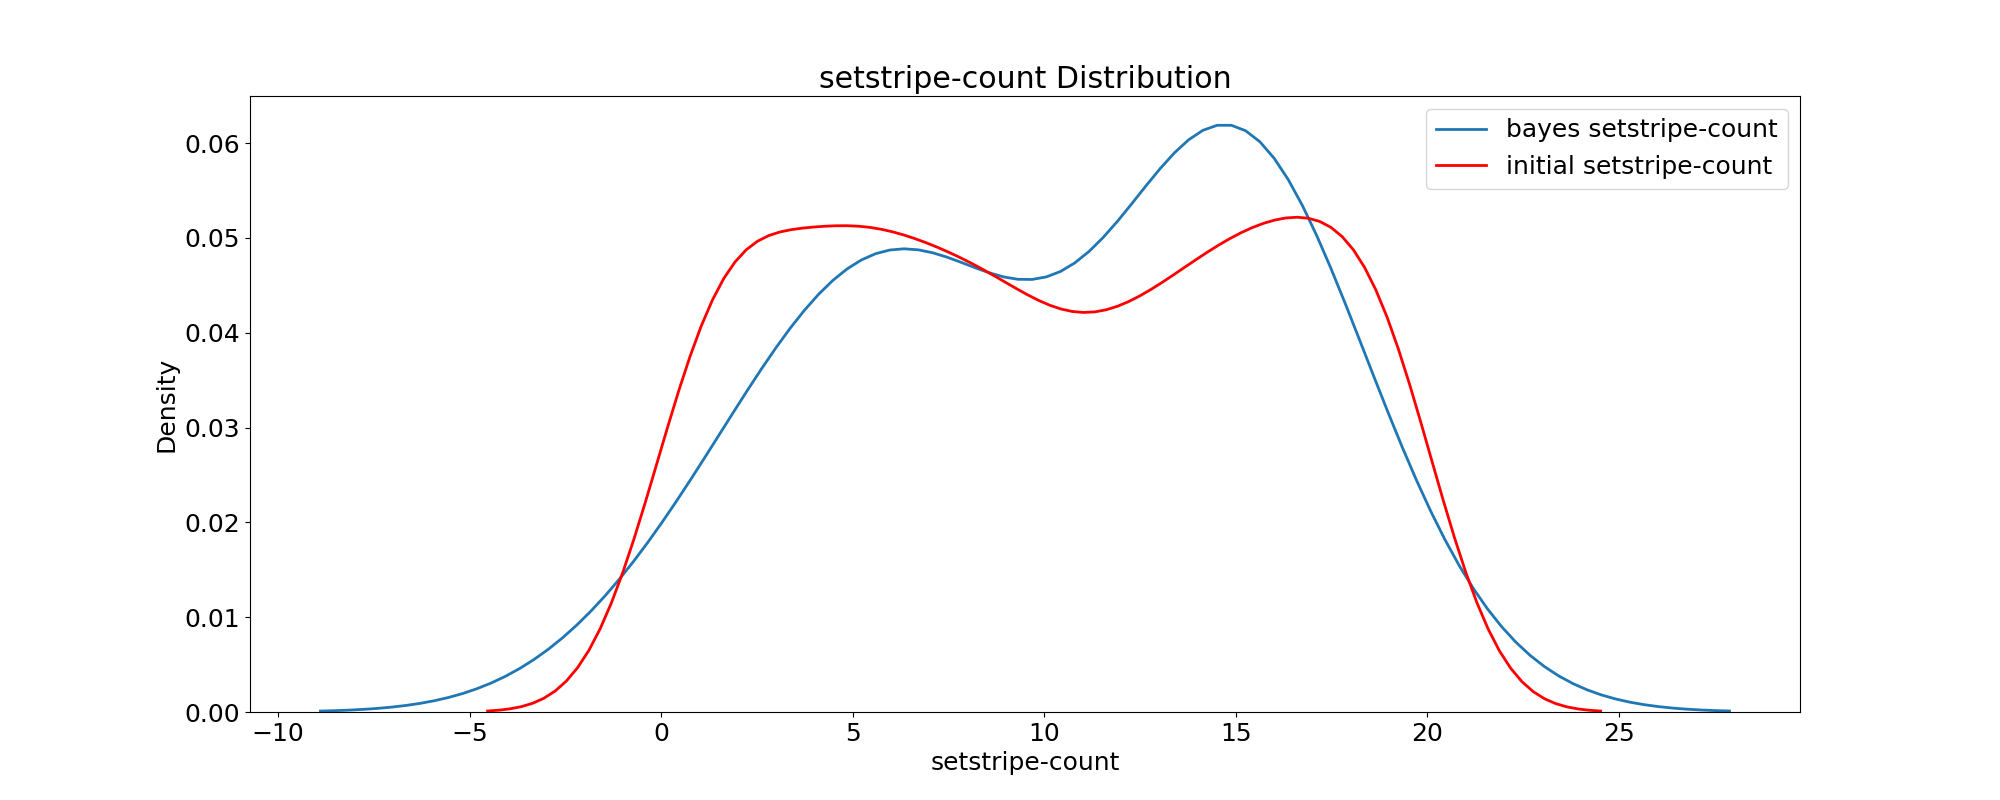 setstripe-count Distribution
bayes setstripe-count
initial setstripe-count
Density
0.06
0.05
0.04
0.03
0.02
0.01
0.00
−10 −5 0 5 10 15 20 25
setstripe-count